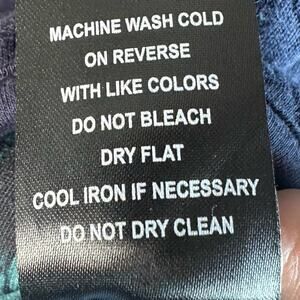 MACHINE WASH COLD
ON REVERSE
WITH LIKE COLORS
DO NOT BLEACH
DRY FLAT
COOL IRON IF NECESSARY
DO NOT DRY CLEAN